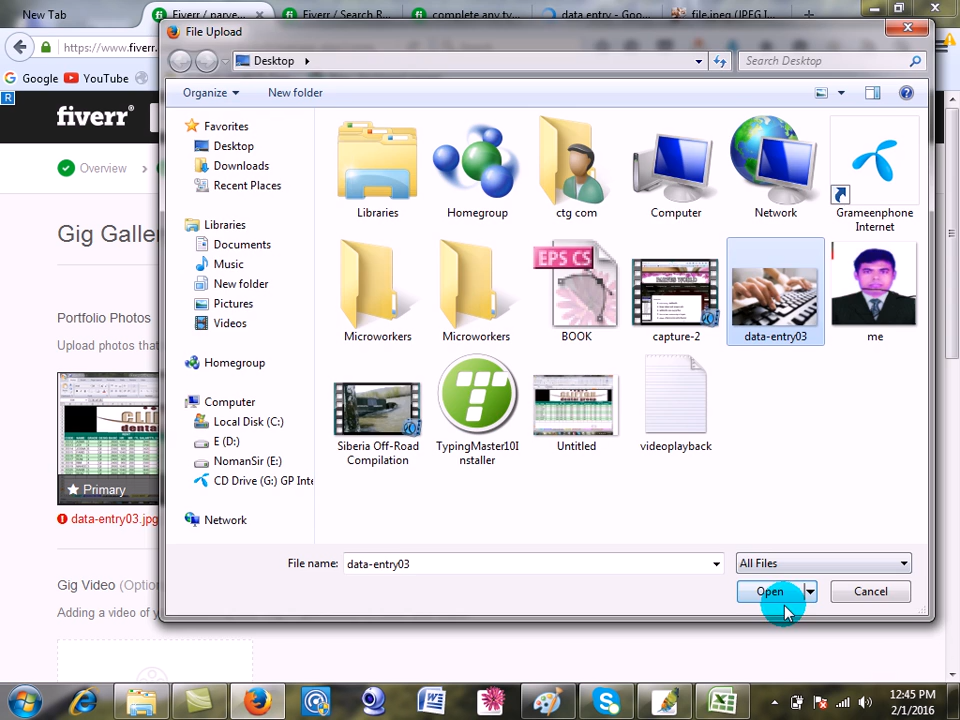 New Tab
Fiverr / parve
Fiverr / Search R
complete any ty
data entry - Goo
file.jpeg (JPEG I
File Upload
https://www.fiverr.
Desktop
Search Desktop
Google
YouTube
Organize
New folder
R
fiverr®
Overview
Favorites
Desktop
Downloads
Recent Places
Libraries
Documents
Music
New folder
Pictures
Videos
Homegroup
Computer
Local Disk (C:)
E (D:)
NomanSir (E:)
CD Drive (G:) GP Inte
Network
Libraries
Homegroup
ctg com
Computer
Network
Grameenphone
Internet
EPS CS
Microworkers
Microworkers
BOOK
capture-2
data-entry03
me
Siberia Off-Road
Compilation
TypingMaster10I
nstaller
Untitled
videoplayback
Gig Galler
Portfolio Photos
Upload photos that
Primary
data-entry03.jpg
Gig Video (Option
Adding a video of y
File name:
data-entry03
All Files
Open
Cancel
12:45 PM
2/1/2016